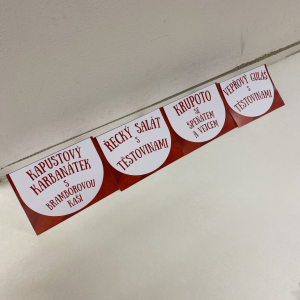 KAPUSTOVÝ
KARBANÁTEK
S
BRAMBOROVOU
KAŠÍ
ŘECKÝ SALÁT
S
TĚSTOVINAMI
KRUPOTO
SE
ŠPENÁTEM
A VEJCEM
VEPŘOVÝ GULÁŠ
S
TĚSTOVINAMI